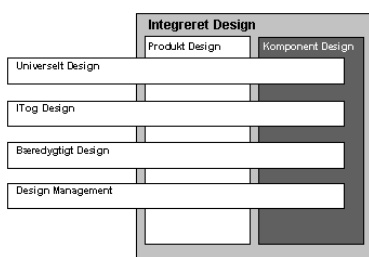 Integreret Design
Produkt Design
Komponent Design
Universelt Design
ITog Design
Bæredygtigt Design
Design Management